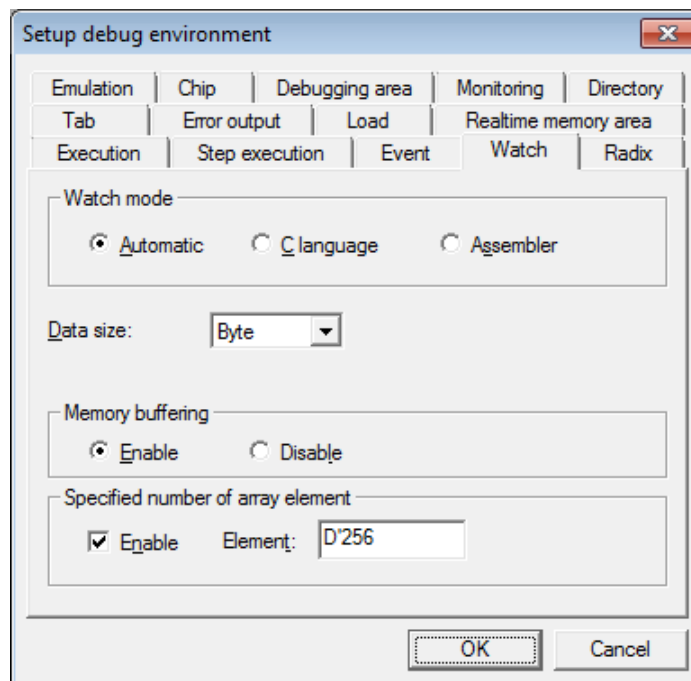 Setup debug environment
Emulation Chip Debugging area Monitoring Directory
Tab Error output Load Realtime memory area
Execution Step execution Event Watch Radix
Watch mode
Automatic C language Assembler
Data size: Byte
Memory buffering
Enable Disable
Specified number of array element
Enable Element: D'256
OK Cancel